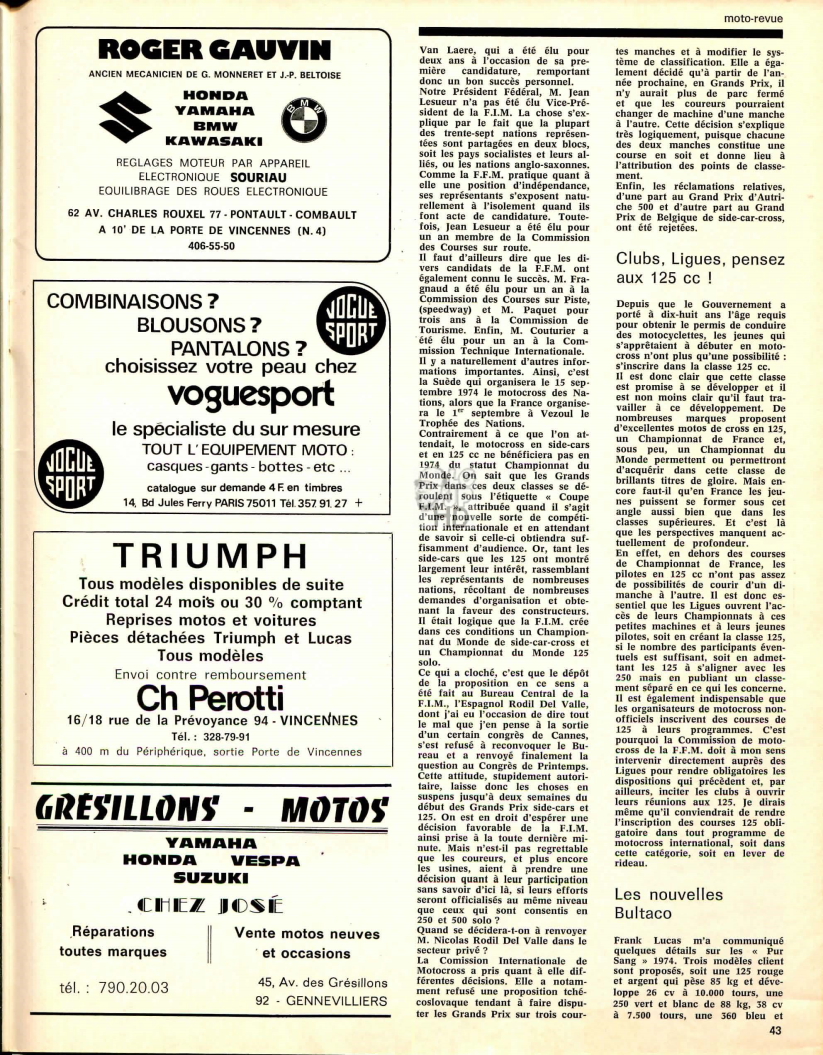 moto-revue
ROGER GAUVIN
ANCIEN MECANICIEN DE G. MONNERET ET J.-P. BELTOISE
HONDA
YAMAHA
BMW
KAWASAKI
BMW
REGLAGES MOTEUR PAR APPAREIL
ELECTRONIQUE SOURIAU
EQUILIBRAGE DES ROUES ELECTRONIQUE
62 AV. CHARLES ROUXEL 77 - PONTAULT - COMBAULT
A 10' DE LA PORTE DE VINCENNES (N. 4)
406-55-50
COMBINAISONS ?
BLOUSONS ?
PANTALONS ?
VOGUE
SPORT
choisissez votre peau chez
voguesport
le spécialiste du sur mesure
TOUT L'EQUIPEMENT MOTO :
casques - gants - bottes - etc ...
VOGUE
SPORT
catalogue sur demande 4 F. en timbres
14, Bd Jules Ferry PARIS 75011 Tél. 357 91 27 +
TRIUMPH
Tous modèles disponibles de suite
Crédit total 24 mois ou 30 % comptant
Reprises motos et voitures
Pièces détachées Triumph et Lucas
Tous modèles
Envoi contre remboursement
Ch Perotti
16/18 rue de la Prévoyance 94 - VINCENNES
Tél. : 328-79-91
à 400 m du Périphérique, sortie Porte de Vincennes
GRÉSILLONS - MOTOS
YAMAHA
HONDA VESPA
SUZUKI
CHEZ JOSÉ
Réparations
toutes marques
Vente motos neuves
et occasions
tél. : 790.20.03
45, Av. des Grésillons
92 - GENNEVILLIERS
Van Laere, qui a été élu pour
deux ans à l'occasion de sa pre-
mière candidature, remportant
donc un bon succès personnel.
Notre Président Fédéral, M. Jean
Lesueur n'a pas été élu Vice-Pré-
sident de la F.I.M. La chose s'ex-
plique par le fait que la plupart
des trente-sept nations représen-
tées sont partagées en deux blocs,
soit les pays socialistes et leurs al-
liés, ou les nations anglo-saxonnes.
Comme la F.F.M. pratique quant à
elle une position d'indépendance,
ses représentants s'exposent natu-
rellement à l'isolement quand ils
font acte de candidature. Toute-
fois, Jean Lesueur a été élu pour
un an membre de la Commission
des Courses sur route.
Il faut d'ailleurs dire que les di-
vers candidats de la F.F.M. ont
également connu le succès. M. Fra-
gnaud a été élu pour un an à la
Commission des Courses sur Piste,
(speedway) et M. Paquet pour
trois ans à la Commission de
Tourisme. Enfin, M. Couturier a
été élu pour un an à la Com-
mission Technique Internationale.
Il y a naturellement d'autres infor-
mations importantes. Ainsi, c'est
la Suède qui organisera le 15 sep-
tembre 1974 le motocross des Na-
tions, alors que la France organise-
ra le 1er septembre à Vezoul le
Trophée des Nations.
Contrairement à ce que l'on at-
tendait, le motocross en side-cars
et en 125 cc ne bénéficiera pas en
1974 du statut Championnat du
Monde. On sait que les Grands
Prix dans ces deux classes se dé-
roulent sous l'étiquette « Coupe
F.I.M. », attribuée quand il s'agit
d'une nouvelle sorte de compéti-
tion internationale et en attendant
de savoir si celle-ci obtiendra suf-
fisamment d'audience. Or, tant les
side-cars que les 125 ont montré
largement leur intérêt, rassemblant
les représentants de nombreuses
nations, récoltant de nombreuses
demandes d'organisation et obte-
nant la faveur des constructeurs.
Il était logique que la F.I.M. crée
dans ces conditions un Champion-
nat du Monde de side-car-cross et
un Championnat du Monde 125
solo.
Ce qui a cloché, c'est que le dépôt
de la proposition en ce sens a
été fait au Bureau Central de la
F.I.M., l'Espagnol Rodil Del Valle,
dont j'ai eu l'occasion de dire tout
le mal que j'en pense à la sortie
d'un certain congrès de Cannes,
s'est refusé à reconvoquer le Bu-
reau et a renvoyé finalement la
question au Congrès de Printemps.
Cette attitude, stupidement autori-
taire, laisse donc les choses en
suspens jusqu'à deux semaines du
début des Grands Prix side-cars et
125. On est en droit d'espérer une
décision favorable de la F.I.M.
ainsi prise à la toute dernière mi-
nute. Mais n'est-il pas regrettable
que les coureurs, et plus encore
les usines, aient à prendre une
décision quant à leur participation
sans savoir d'ici là, si leurs efforts
seront officialisés au même niveau
que ceux qui sont consentis en
250 et 500 solo ?
Quand se décidera-t-on à renvoyer
M. Nicolas Rodil Del Valle dans le
secteur privé ?
La Comission Internationale de
Motocross a pris quant à elle dif-
férentes décisions. Elle a notam-
ment refusé une proposition tché-
coslovaque tendant à faire dispu-
ter les Grands Prix sur trois cour-
tes manches et à modifier le sys-
tème de classification. Elle a éga-
lement décidé qu'à partir de l'an-
née prochaine, en Grands Prix, il
n'y aurait plus de parc fermé
et que les coureurs pourraient
changer de machine d'une manche
à l'autre. Cette décision s'explique
très logiquement, puisque chacune
des deux manches constitue une
course en soit et donne lieu à
l'attribution des points de classe-
ment.
Enfin, les réclamations relatives,
d'une part au Grand Prix d'Autri-
che 500 et d'autre part au Grand
Prix de Belgique de side-car-cross,
ont été rejetées.
Clubs, Ligues, pensez
aux 125 cc !
Depuis que le Gouvernement a
porté à dix-huit ans l'âge requis
pour obtenir le permis de conduire
des motocyclettes, les jeunes qui
s'apprêtaient à débuter en moto-
cross n'ont plus qu'une possibilité :
s'inscrire dans la classe 125 cc.
Il est donc clair que cette classe
est promise à se développer et il
est non moins clair qu'il faut tra-
vailler à ce développement. De
nombreuses marques proposent
d'excellentes motos de cross en 125,
un Championnat de France et,
sous peu, un Championnat du
Monde permettent ou permettront
d'acquérir dans cette classe de
brillants titres de gloire. Mais en-
core faut-il qu'en France les jeu-
nes puissent se former sous cet
angle aussi bien que dans les
classes supérieures. Et c'est là
que les perspectives manquent ac-
tuellement de profondeur.
En effet, en dehors des courses
de Championnat de France, les
pilotes en 125 cc n'ont pas assez
de possibilités de courir d'un di-
manche à l'autre. Il est donc es-
sentiel que les Ligues ouvrent l'ac-
cès de leurs Championnats à ces
petites machines et à leurs jeunes
pilotes, soit en créant la classe 125,
si le nombre des participants éven-
tuels est suffisant, soit en admet-
tant les 125 à s'aligner avec les
250 mais en publiant un classe-
ment séparé en ce qui les concerne.
Il est également indispensable que
les organisateurs de motocross non-
officiels inscrivent des courses de
125 à leurs programmes. C'est
pourquoi la Commission de moto-
cross de la F.F.M. doit à mon sens
intervenir directement auprès des
Ligues pour rendre obligatoires les
dispositions qui précèdent et, par
ailleurs, inciter les clubs à ouvrir
leurs réunions aux 125. Je dirais
même qu'il conviendrait de rendre
l'inscription des courses 125 obli-
gatoire dans tout programme de
motocross international, soit dans
cette catégorie, soit en lever de
rideau.
Les nouvelles
Bultaco
Frank Lucas m'a communiqué
quelques détails sur les « Pur
Sang » 1974. Trois modèles client
sont proposés, soit une 125 rouge
et argent qui pèse 85 kg et déve-
loppe 26 cv à 10.000 tours, une
250 vert et blanc de 88 kg, 38 cv
à 7.500 tours, une 360 bleu et
43